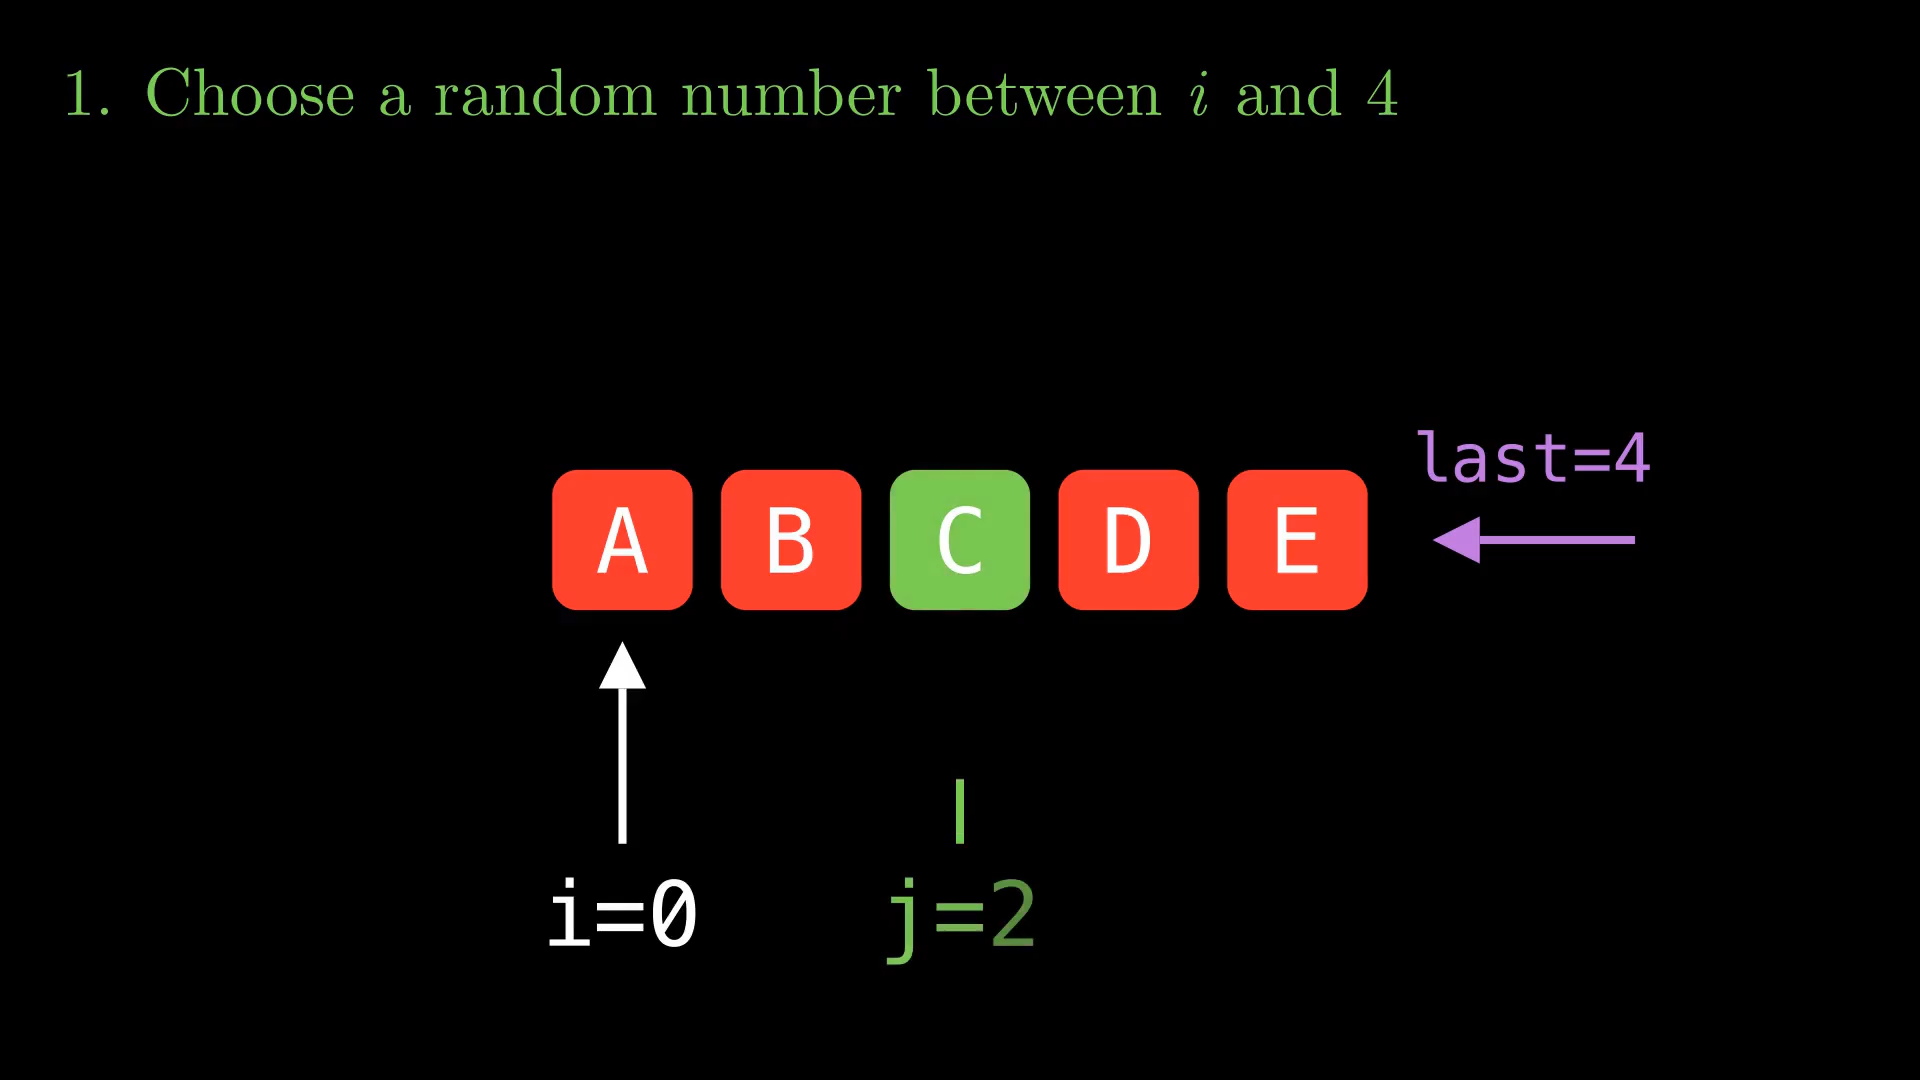 1. Choose a random number between i and 4
last=4
A B C D E
i=0 j=2